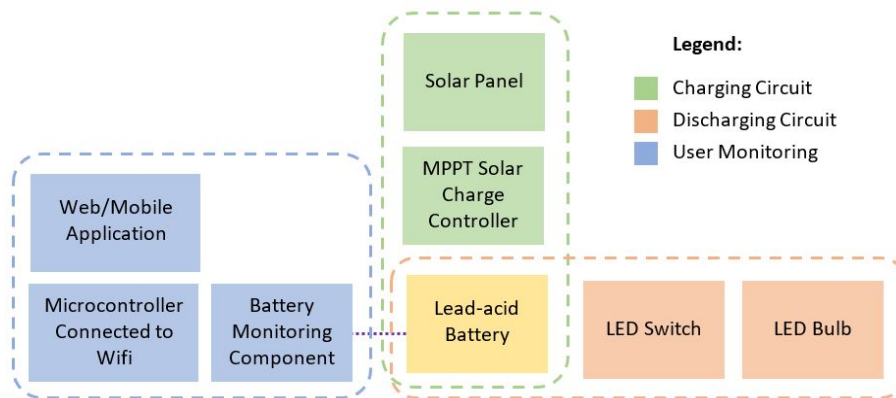 Solar Panel
Legend:
Charging Circuit
Discharging Circuit
User Monitoring
MPPT Solar
Charge
Controller
Web/Mobile
Application
Microcontroller
Connected to
Wifi
Battery
Monitoring
Component
Lead-acid
Battery
LED Switch
LED Bulb